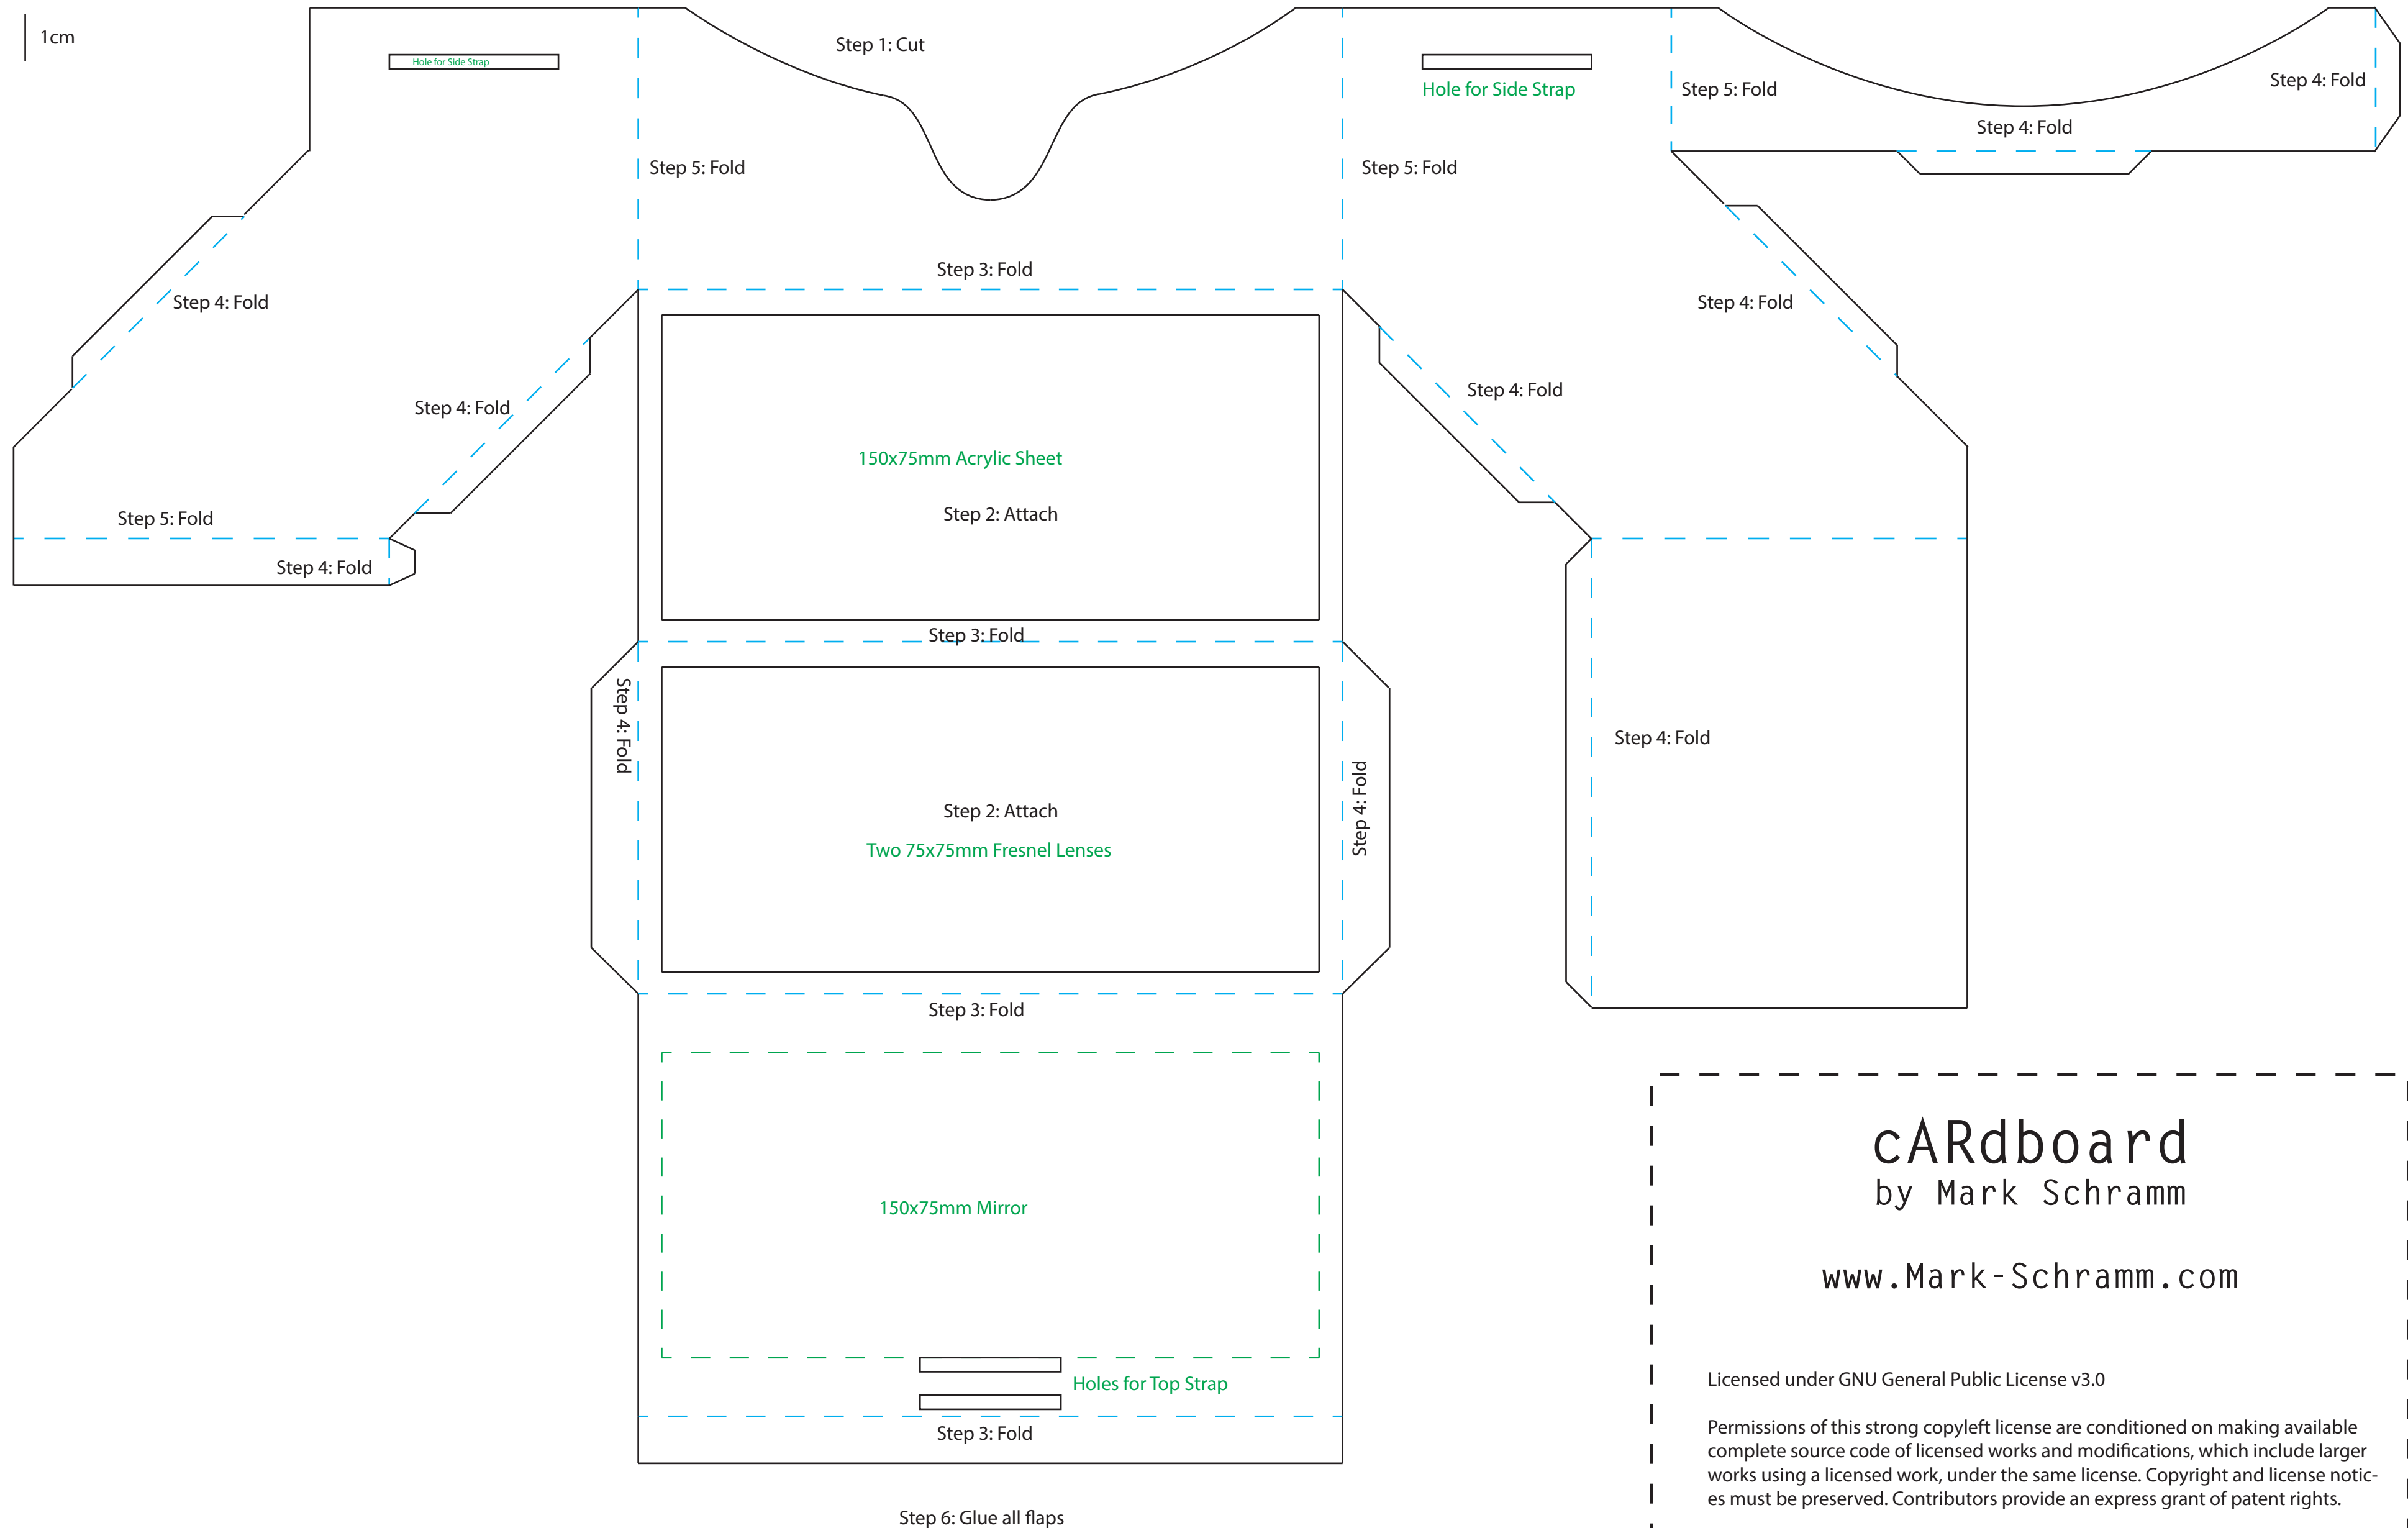 1cm
Step 1: Cut
Hole for Side Strap
Hole for Side Strap
Step 5: Fold
Step 4: Fold
Step 4: Fold
Step 5: Fold
Step 5: Fold
Step 3: Fold
Step 4: Fold
Step 4: Fold
Step 4: Fold
Step 4: Fold
150x75mm Acrylic Sheet
Step 2: Attach
Step 5: Fold
Step 4: Fold
Step 3: Fold
Step 4: Fold
Step 4: Fold
Step 4: Fold
Step 2: Attach
Two 75x75mm Fresnel Lenses
Step 3: Fold
150x75mm Mirror
Holes for Top Strap
Step 3: Fold
Step 6: Glue all flaps
cARdboard
by Mark Schramm
www.Mark-Schramm.com
Licensed under GNU General Public License v3.0
Permissions of this strong copyleft license are conditioned on making available
complete source code of licensed works and modifications, which include larger
works using a licensed work, under the same license. Copyright and license notic-
es must be preserved. Contributors provide an express grant of patent rights.